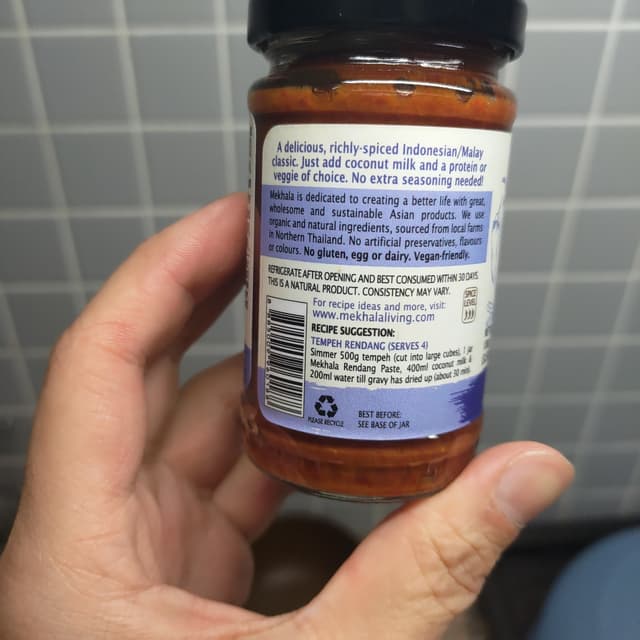 A delicious, richly-spiced Indonesian/Malay
classic. Just add coconut milk and a protein or
veggie of choice. No extra seasoning needed!
Mekhala is dedicated to creating a better life with great,
wholesome and sustainable Asian products. We use
organic and natural ingredients, sourced from local farms
in Northern Thailand. No artificial preservatives, flavours
or colours. No gluten, egg or dairy. Vegan-friendly.
REFRIGERATE AFTER OPENING AND BEST CONSUMED WITHIN 30 DAYS.
THIS IS A NATURAL PRODUCT. CONSISTENCY MAY VARY.
SPICE
LEVEL
For recipe ideas and more, visit:
www.mekhalaliving.com
RECIPE SUGGESTION:
TEMPEH RENDANG (SERVES 4)
Simmer 500g tempeh (cut into large cubes), 1 jar
Mekhala Rendang Paste, 400ml coconut milk &
200ml water till gravy has dried up (about 30 min).
PLEASE RECYCLE
BEST BEFORE:
SEE BASE OF JAR